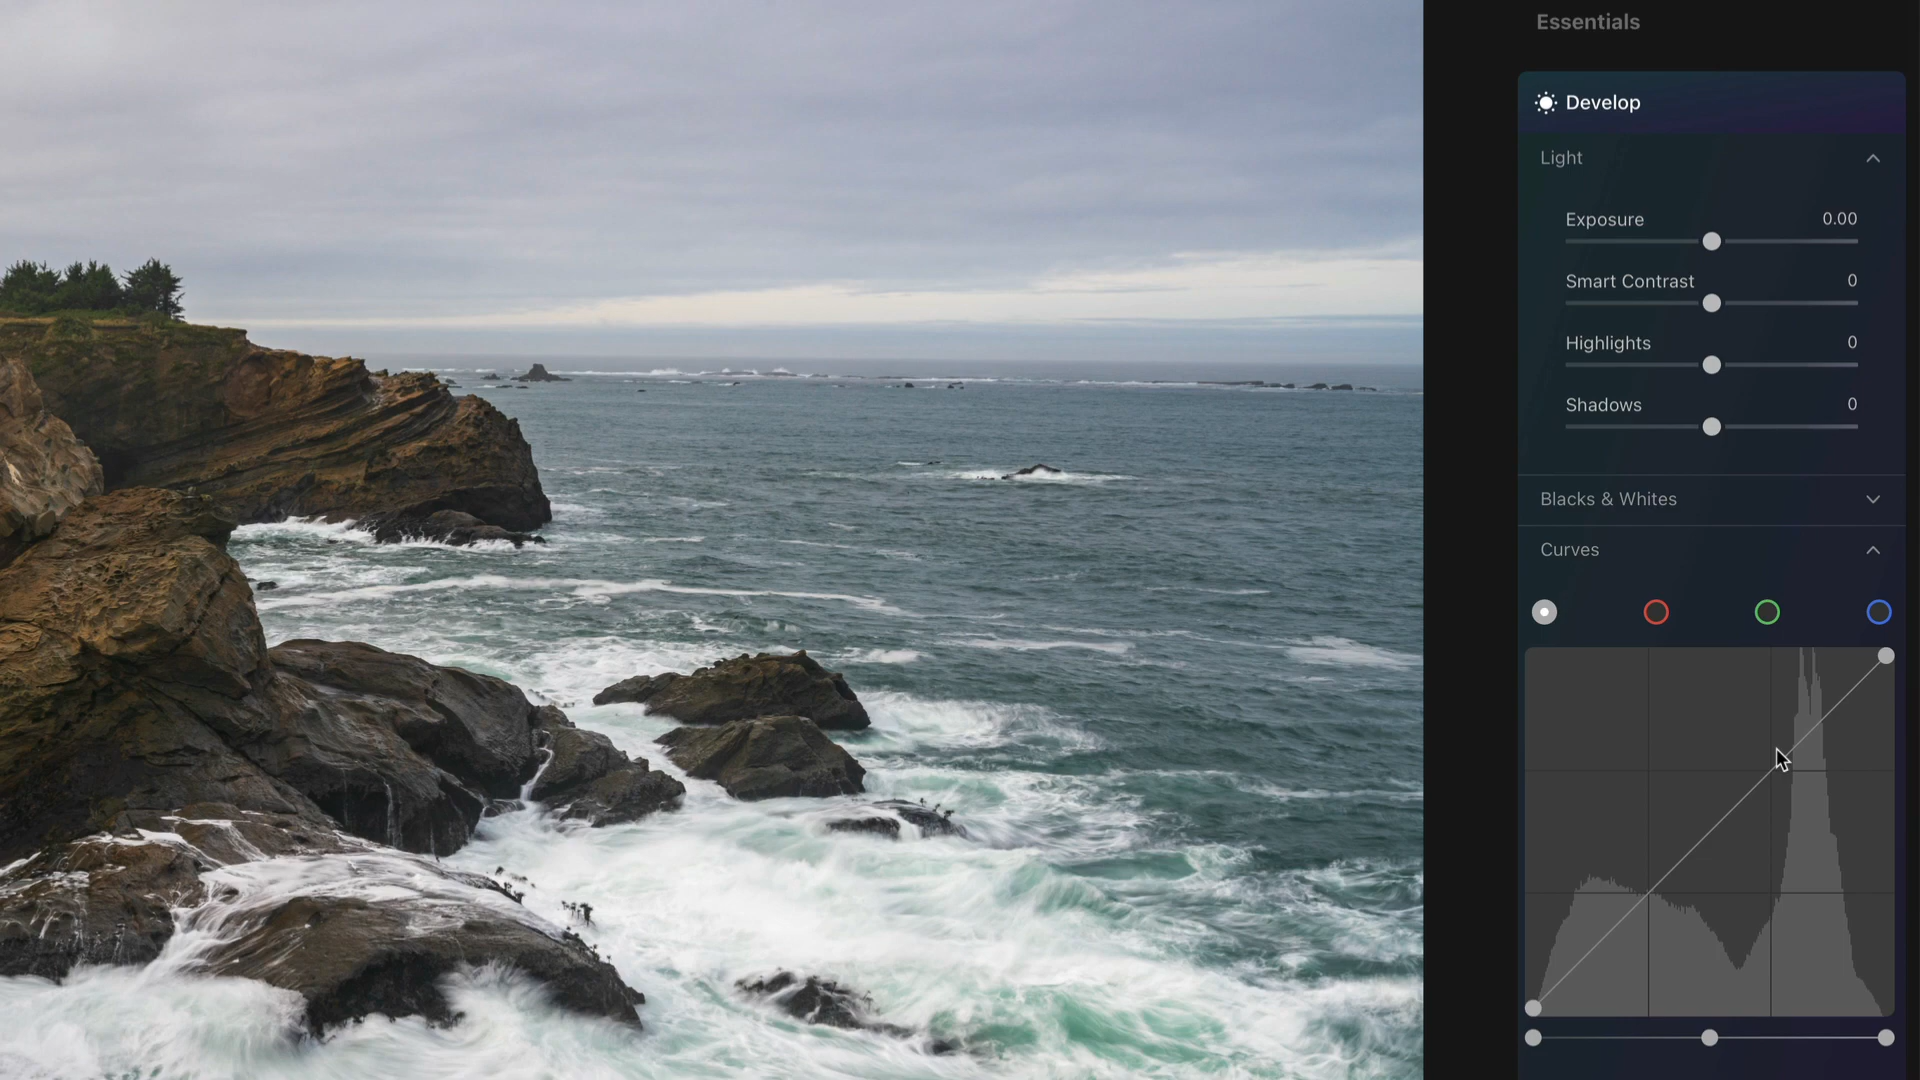 Essentials
Develop
Light
Exposure 0.00
Smart Contrast 0
Highlights 0
Shadows 0
Blacks & Whites
Curves